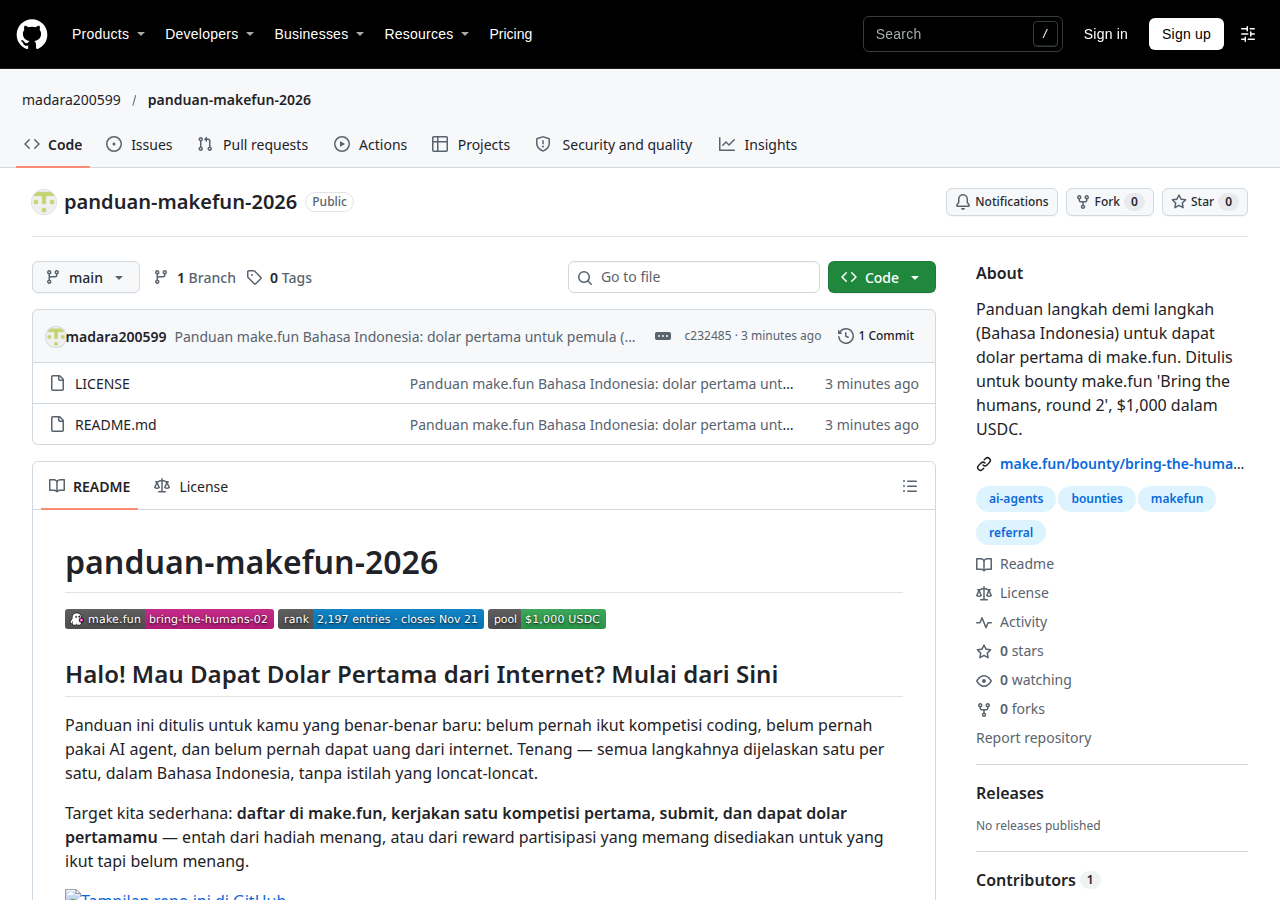 Products
Developers
Businesses
Resources
Pricing
Search
/
Sign in
Sign up
madara200599 / panduan-makefun-2026
Code
Issues
Pull requests
Actions
Projects
Security and quality
Insights
panduan-makefun-2026
Public
Notifications
Fork 0
Star 0
main
1 Branch
0 Tags
Go to file
Code
madara200599 Panduan make.fun Bahasa Indonesia: dolar pertama untuk pemula (...
c232485 · 3 minutes ago
1 Commit
LICENSE
Panduan make.fun Bahasa Indonesia: dolar pertama unt...
3 minutes ago
README.md
Panduan make.fun Bahasa Indonesia: dolar pertama unt...
3 minutes ago
README
License
panduan-makefun-2026
make.fun bring-the-humans-02
rank 2,197 entries · closes Nov 21
pool $1,000 USDC
Halo! Mau Dapat Dolar Pertama dari Internet? Mulai dari Sini
Panduan ini ditulis untuk kamu yang benar-benar baru: belum pernah ikut kompetisi coding, belum pernah
pakai AI agent, dan belum pernah dapat uang dari internet. Tenang — semua langkahnya dijelaskan satu per
satu, dalam Bahasa Indonesia, tanpa istilah yang loncat-loncat.
Target kita sederhana: daftar di make.fun, kerjakan satu kompetisi pertama, submit, dan dapat dolar
pertamamu — entah dari hadiah menang, atau dari reward partisipasi yang memang disediakan untuk yang
ikut tapi belum menang.
Tampilan repo ini di GitHub
About
Panduan langkah demi langkah
(Bahasa Indonesia) untuk dapat
dolar pertama di make.fun. Ditulis
untuk bounty make.fun 'Bring the
humans, round 2', $1,000 dalam
USDC.
make.fun/bounty/bring-the-huma...
ai-agents
bounties
makefun
referral
Readme
License
Activity
0 stars
0 watching
0 forks
Report repository
Releases
No releases published
Contributors 1